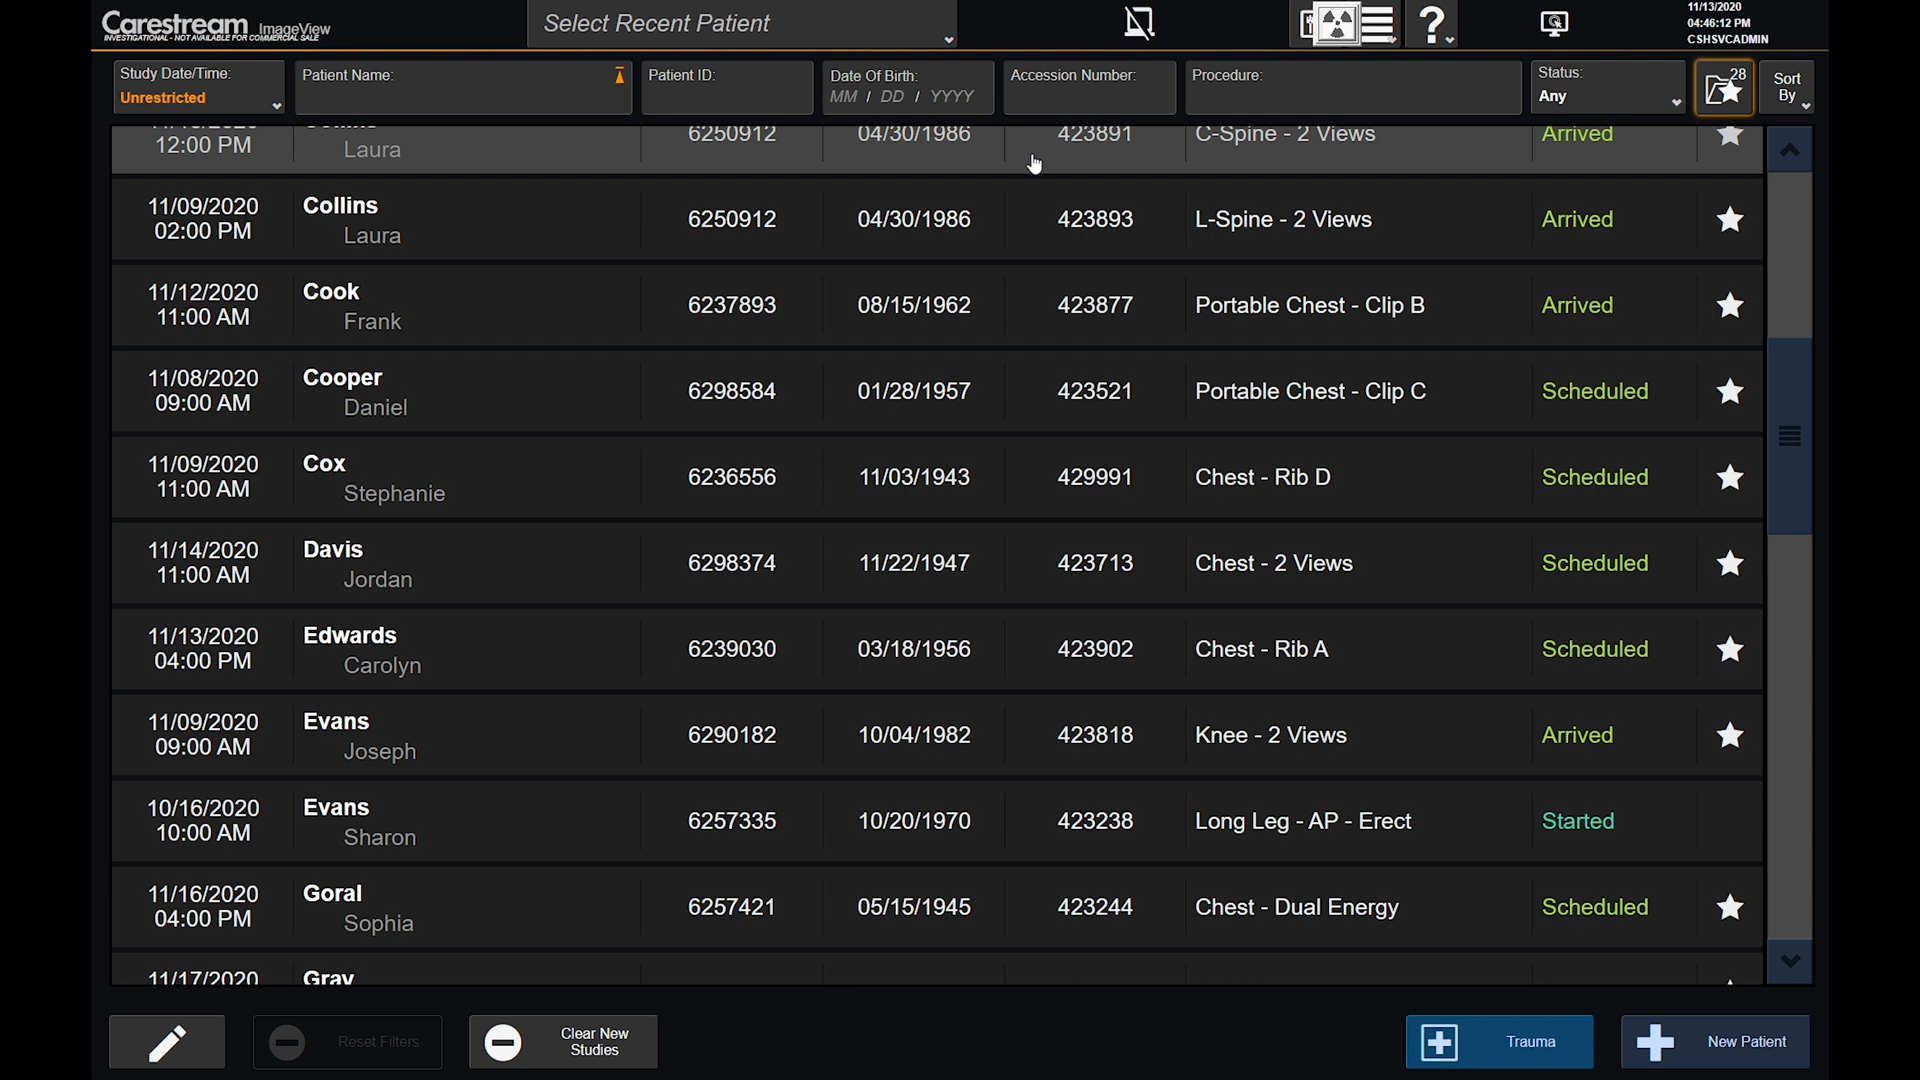 Carestream ImageView
INVESTIGATIONAL - NOT AVAILABLE FOR COMMERCIAL SALE
Select Recent Patient
?
11/13/2020
04:46:12 PM
CSHSVCADMIN
Study Date/Time:
Unrestricted
Patient Name:
Patient ID:
Date Of Birth:
MM / DD / YYYY
Accession Number:
Procedure:
Status:
Any
28
Sort
By
12:00 PM
Laura
6250912
04/30/1986
423891
C-Spine - 2 Views
Arrived
11/09/2020
02:00 PM
Collins
Laura
6250912
04/30/1986
423893
L-Spine - 2 Views
Arrived
11/12/2020
11:00 AM
Cook
Frank
6237893
08/15/1962
423877
Portable Chest - Clip B
Arrived
11/08/2020
09:00 AM
Cooper
Daniel
6298584
01/28/1957
423521
Portable Chest - Clip C
Scheduled
11/09/2020
11:00 AM
Cox
Stephanie
6236556
11/03/1943
429991
Chest - Rib D
Scheduled
11/14/2020
11:00 AM
Davis
Jordan
6298374
11/22/1947
423713
Chest - 2 Views
Scheduled
11/13/2020
04:00 PM
Edwards
Carolyn
6239030
03/18/1956
423902
Chest - Rib A
Scheduled
11/09/2020
09:00 AM
Evans
Joseph
6290182
10/04/1982
423818
Knee - 2 Views
Arrived
10/16/2020
10:00 AM
Evans
Sharon
6257335
10/20/1970
423238
Long Leg - AP - Erect
Started
11/16/2020
04:00 PM
Goral
Sophia
6257421
05/15/1945
423244
Chest - Dual Energy
Scheduled
11/17/2020
Gray
Reset Filters
Clear New
Studies
Trauma
New Patient